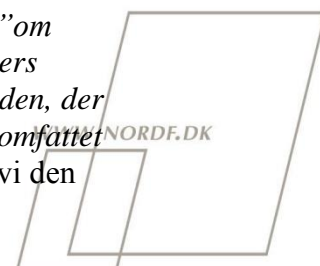 ”om
ers
den, der
omfattet
WWW.NORDF.DK
vi den